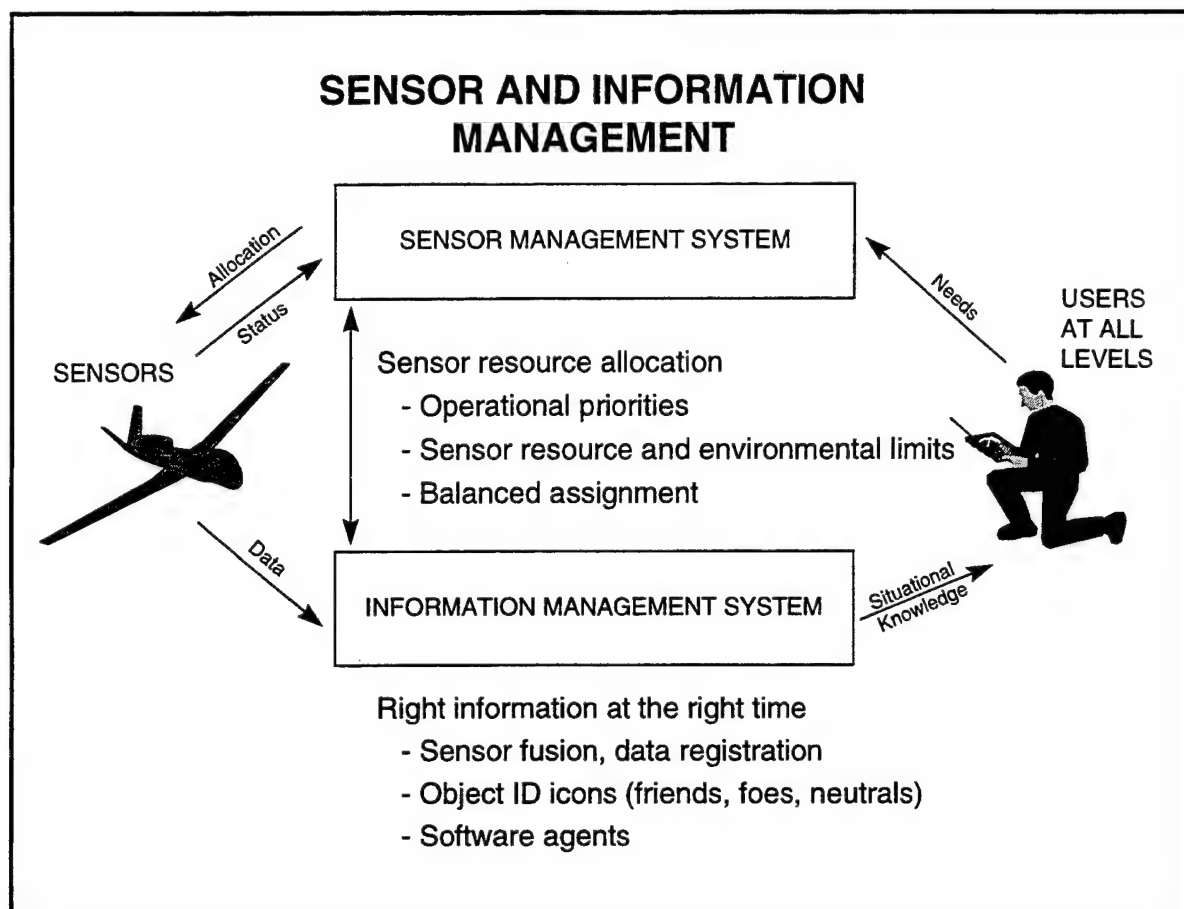 SENSOR AND INFORMATION
MANAGEMENT
SENSOR MANAGEMENT SYSTEM
Allocation
Status
Needs
USERS
AT ALL
LEVELS
SENSORS
Sensor resource allocation
- Operational priorities
- Sensor resource and environmental limits
- Balanced assignment
Data
INFORMATION MANAGEMENT SYSTEM
Situational
Knowledge
Right information at the right time
- Sensor fusion, data registration
- Object ID icons (friends, foes, neutrals)
- Software agents